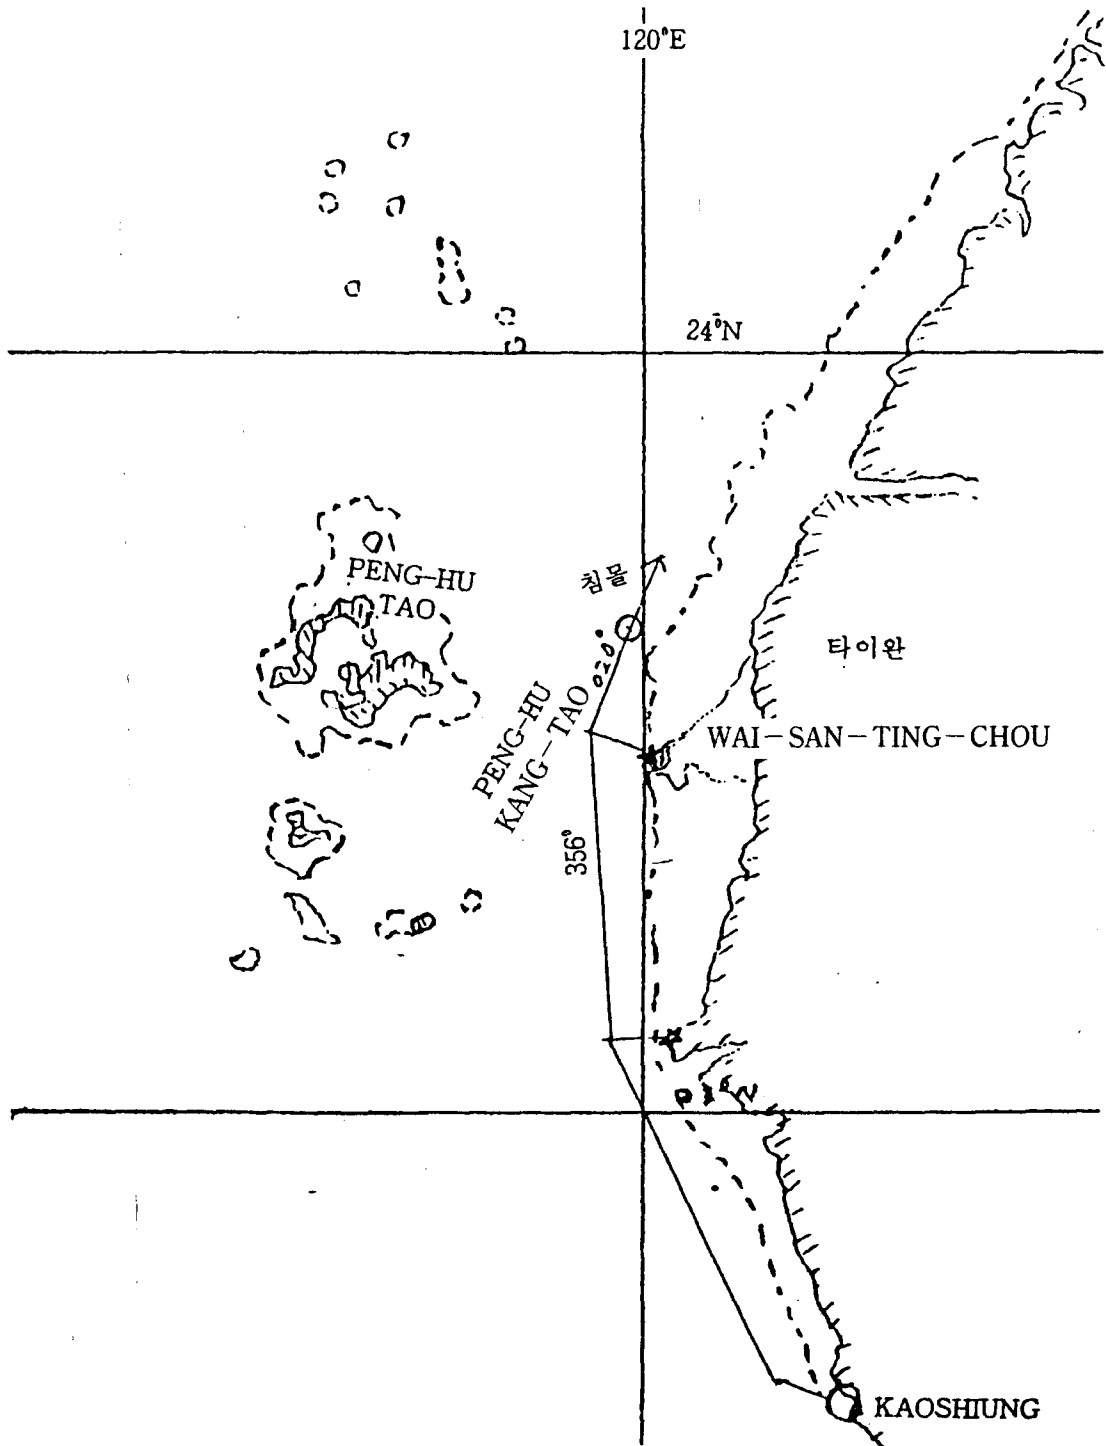 120°E
24°N
PENG-HU
TAO
침몰
020°
타이완
PENG-HU
KANG-TAO
WAI-SAN-TING-CHOU
356°
KAOSHIUNG